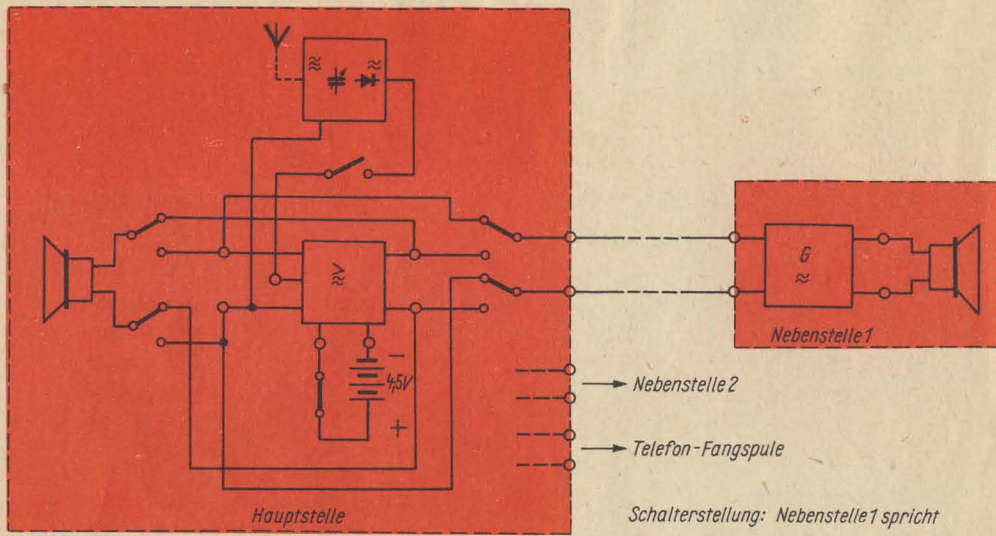 V
4,5V
−
+
Hauptstelle
G
Nebenstelle 1
Nebenstelle 2
Telefon-Fangspule
Schalterstellung: Nebenstelle 1 spricht